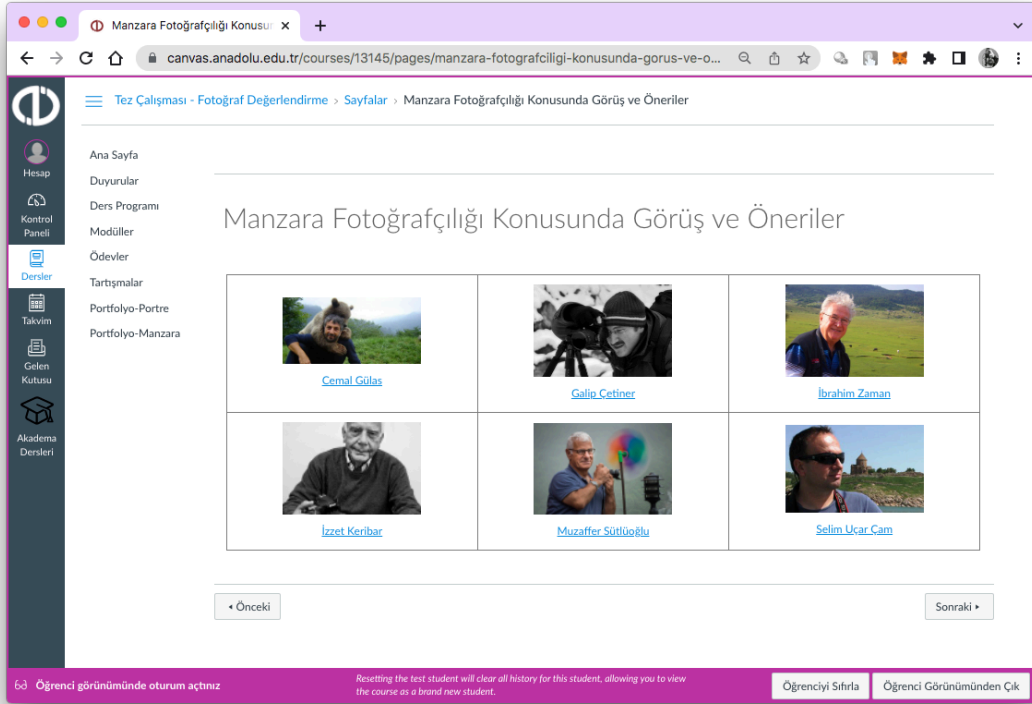 Manzara Fotoğrafçılığı Konusun
canvas.anadolu.edu.tr/courses/13145/pages/manzara-fotografciligi-konusunda-gorus-ve-o...
Tez Çalışması - Fotoğraf Değerlendirme › Sayfalar › Manzara Fotoğrafçılığı Konusunda Görüş ve Öneriler
Hesap
Kontrol
Paneli
Dersler
Takvim
Gelen
Kutusu
Akadema
Dersleri
Ana Sayfa
Duyurular
Ders Programı
Modüller
Ödevler
Tartışmalar
Portfolyo-Portre
Portfolyo-Manzara
Manzara Fotoğrafçılığı Konusunda Görüş ve Öneriler
Cemal Gülas
Galip Çetiner
İbrahim Zaman
İzzet Keribar
Muzaffer Sütlüoğlu
Selim Uçar Çam
Önceki
Sonraki
Öğrenci görünümünde oturum açtınız
Resetting the test student will clear all history for this student, allowing you to view
the course as a brand new student.
Öğrenciyi Sıfırla
Öğrenci Görünümünden Çık